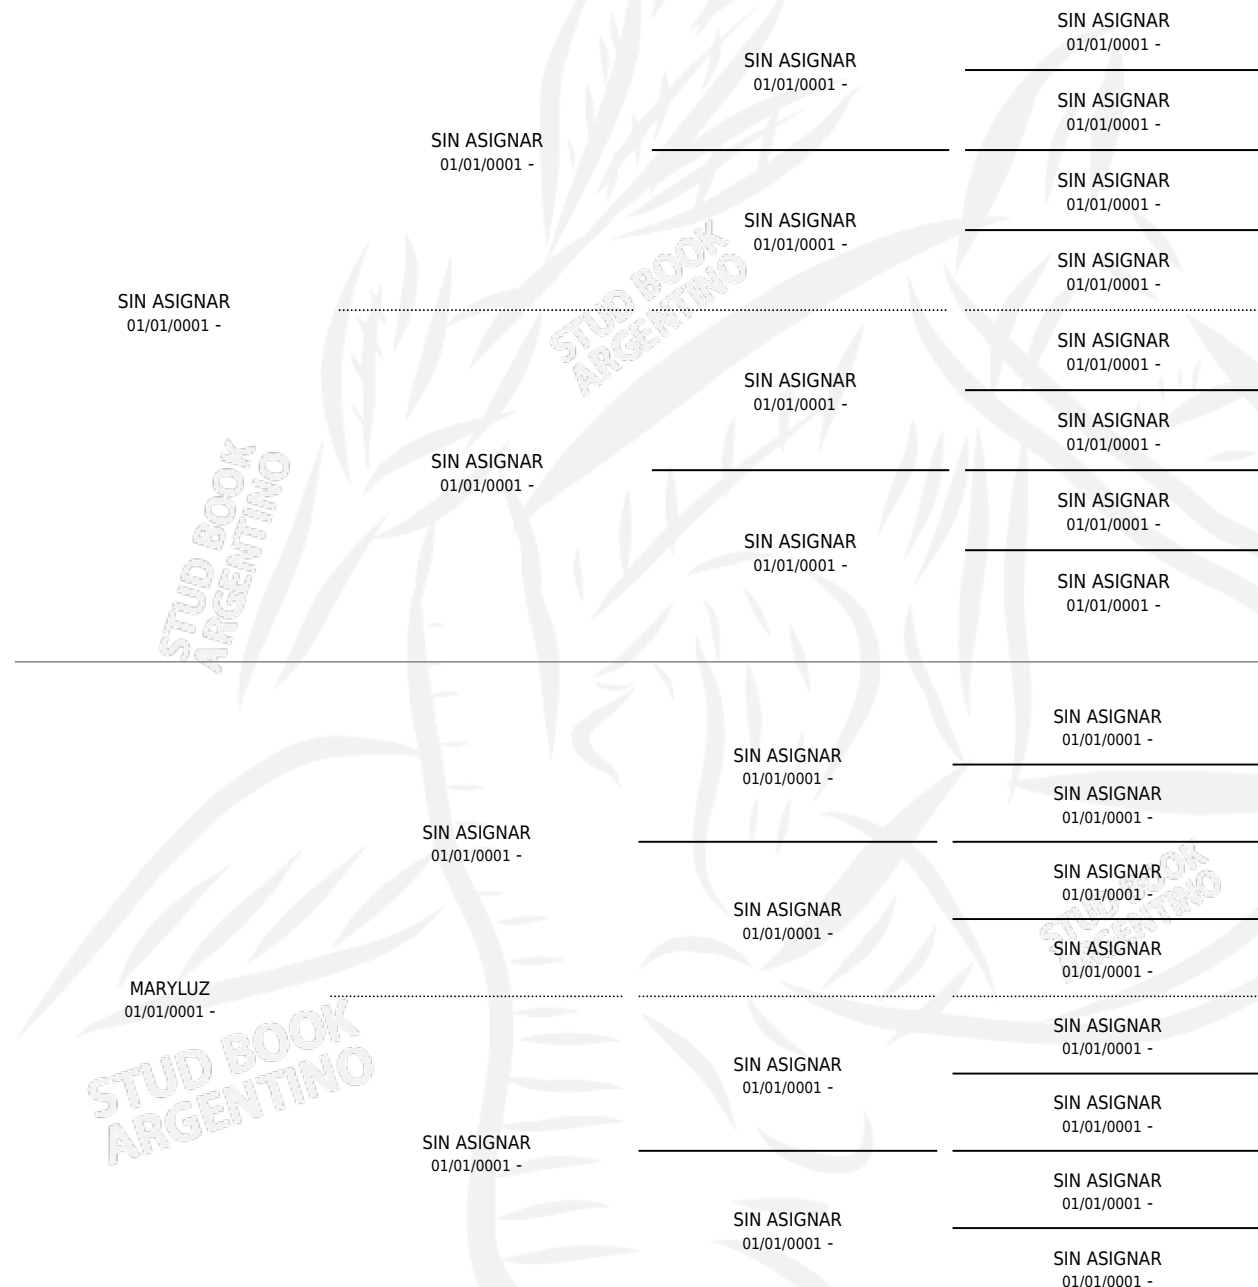 SIN ASIGNAR
01/01/0001 -
SIN ASIGNAR
01/01/0001 -
SIN ASIGNAR
01/01/0001 -
SIN ASIGNAR
01/01/0001 -
SIN ASIGNAR
01/01/0001 -
SIN ASIGNAR
01/01/0001 -
SIN ASIGNAR
01/01/0001 -
STUD BOOK
ARGENTINO
SIN ASIGNAR
01/01/0001 -
SIN ASIGNAR
01/01/0001 -
SIN ASIGNAR
01/01/0001 -
SIN ASIGNAR
01/01/0001 -
SIN ASIGNAR
01/01/0001 -
SIN ASIGNAR
01/01/0001 -
STUD BOOK
ARGENTINO
SIN ASIGNAR
01/01/0001 -
SIN ASIGNAR
01/01/0001 -
SIN ASIGNAR
01/01/0001 -
SIN ASIGNAR
01/01/0001 -
SIN ASIGNAR
01/01/0001 -
SIN ASIGNAR
01/01/0001 -
SIN ASIGNAR
01/01/0001 -
SIN ASIGNAR
01/01/0001 -
SIN ASIGNAR
01/01/0001 -
STUD BOOK
ARGENTINO
SIN ASIGNAR
01/01/0001 -
SIN ASIGNAR
01/01/0001 -
MARYLUZ
01/01/0001 -
STUD BOOK
ARGENTINO
SIN ASIGNAR
01/01/0001 -
SIN ASIGNAR
01/01/0001 -
SIN ASIGNAR
01/01/0001 -
SIN ASIGNAR
01/01/0001 -
SIN ASIGNAR
01/01/0001 -
SIN ASIGNAR
01/01/0001 -
SIN ASIGNAR
01/01/0001 -